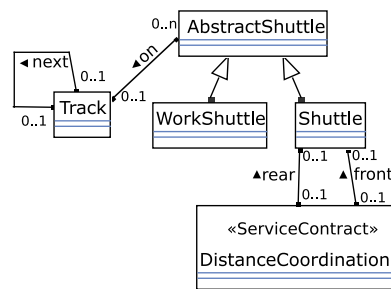 0..n
AbstractShuttle
◄ next
◄on
0..1
0..1
0..1
Track
WorkShuttle
Shuttle
0..1
0..1
▲rear
▲ front
0..1
0..1
«ServiceContract»
DistanceCoordination